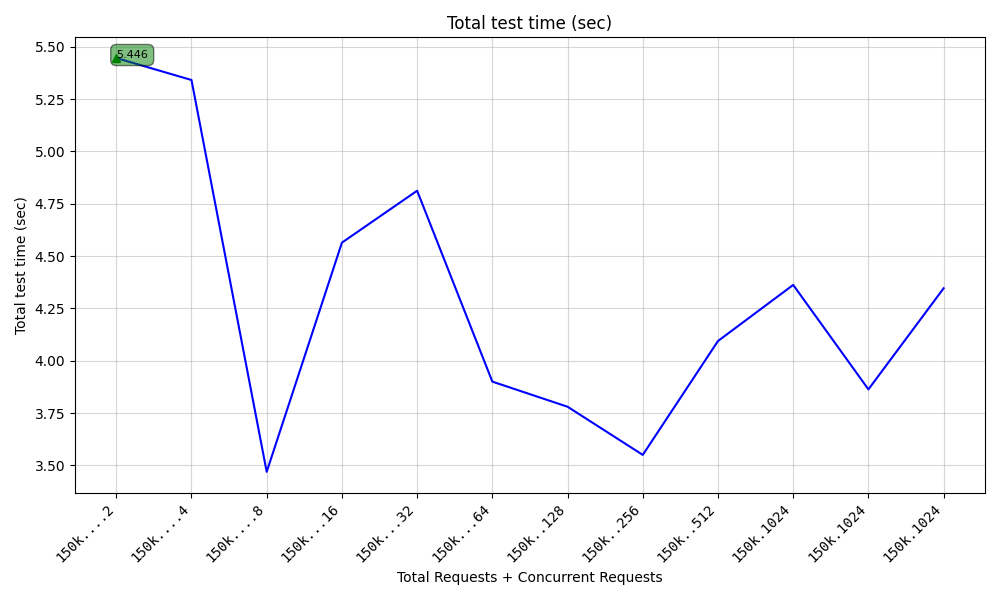 Total test time (sec)
5.446
Total test time (sec)
5.50
5.25
5.00
4.75
4.50
4.25
4.00
3.75
3.50
150k....2
150k....4
150k....8
150k...16
150k...32
150k...64
150k..128
150k..256
150k..512
150k.1024
150k.1024
150k.1024
Total Requests + Concurrent Requests